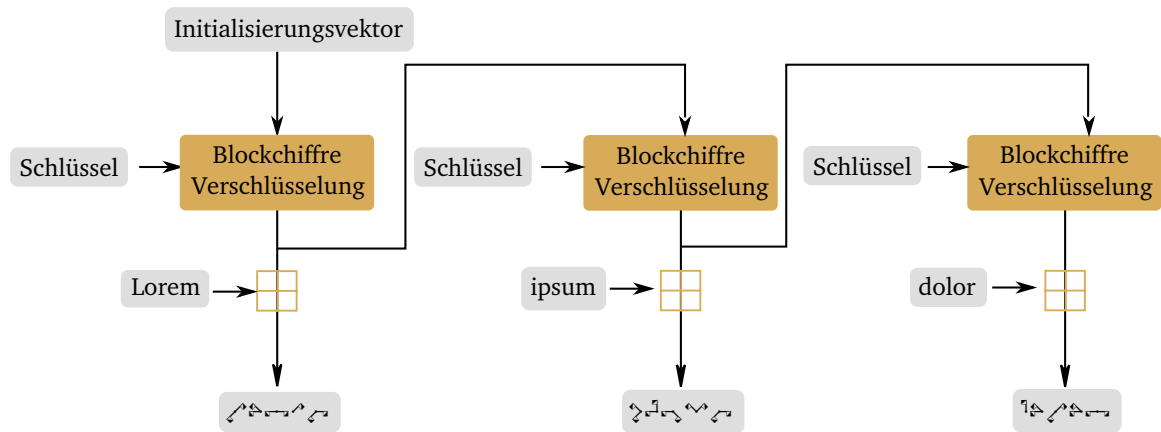 Initialisierungsvektor
Schlüssel
Blockchiffre
Verschlüsselung
Schlüssel
Blockchiffre
Verschlüsselung
Schlüssel
Blockchiffre
Verschlüsselung
Lorem
ipsum
dolor